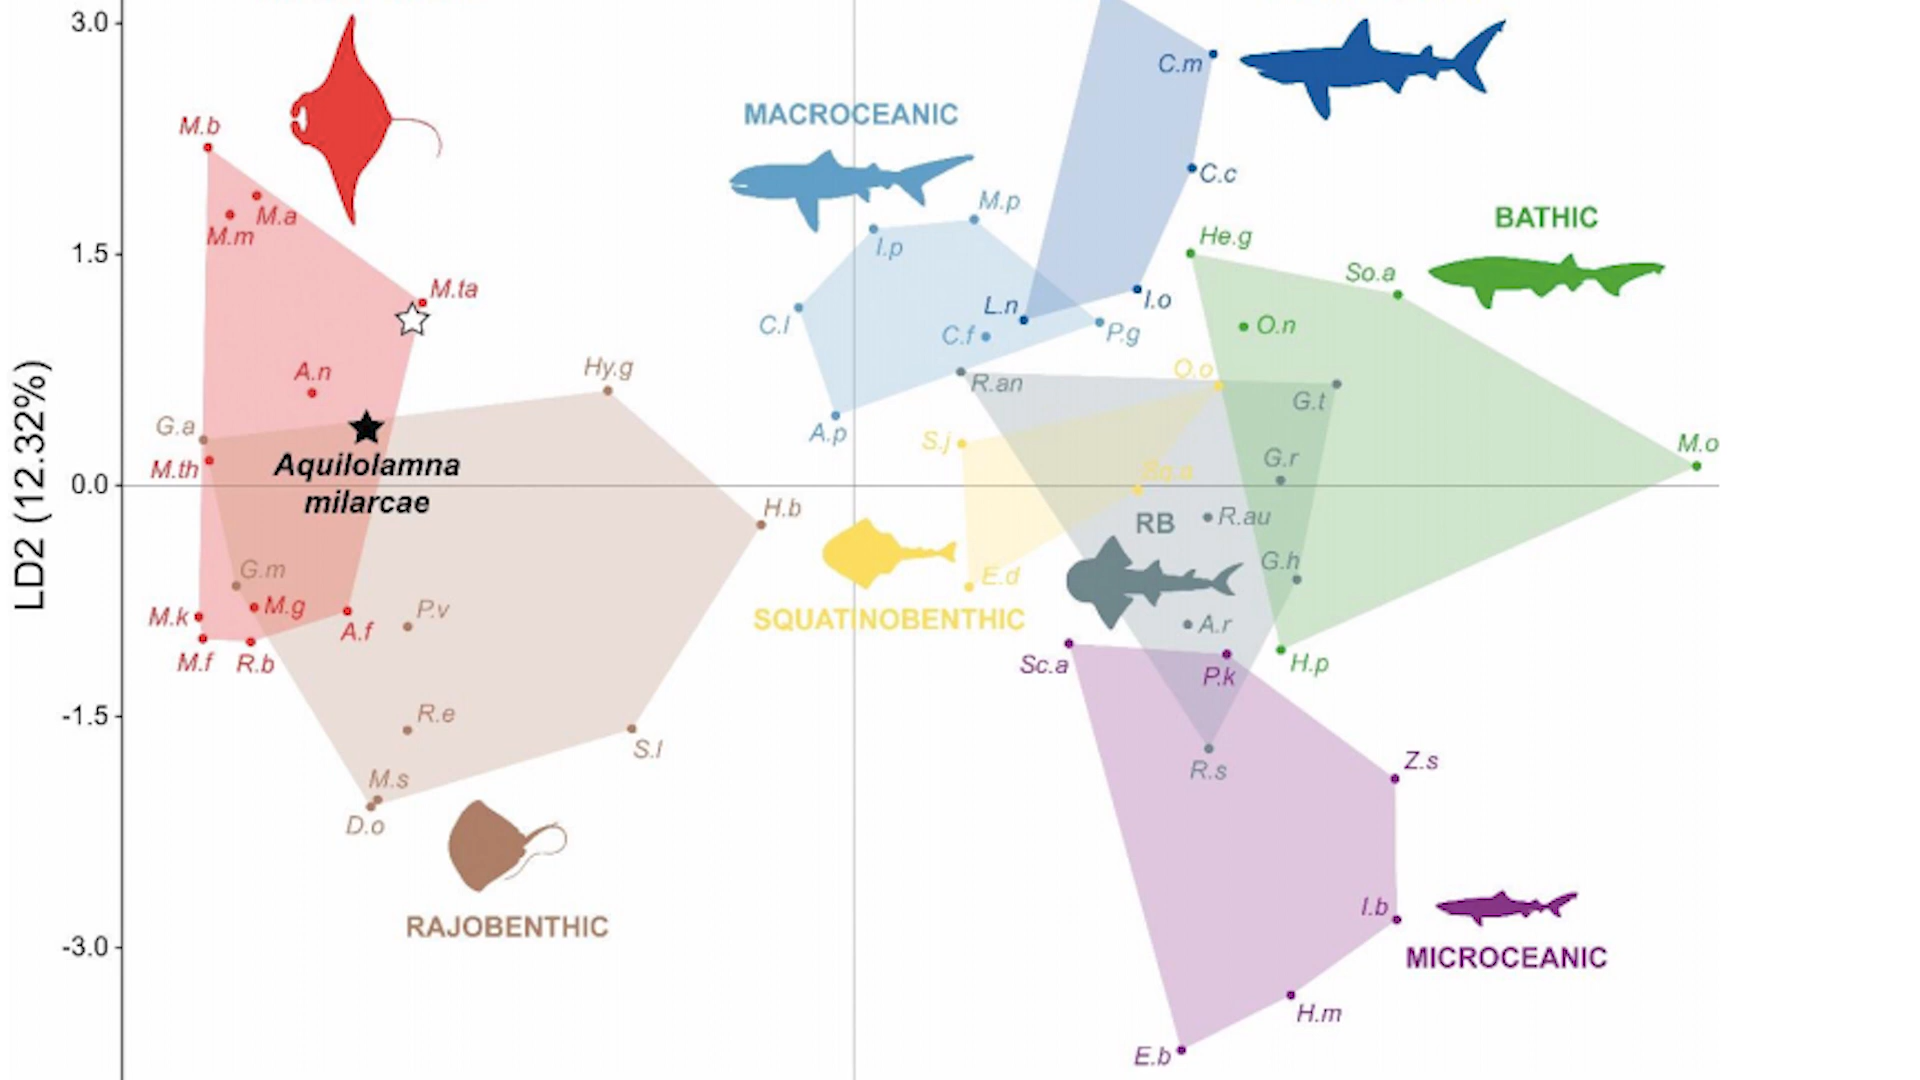 3.0
C.m
MACROCEANIC
M.b
C.c
M.a
M.p
M.m
I.p
BATHIC
He.g
1.5
So.a
M.ta
L.n
I.o
C.l
C.f
P.g
O.n
A.n
Hy.g
R.an
O.o
G.t
G.a
A.p
S.j
M.o
M.th
Aquilolamna
milarcae
G.r
Sq.a
0.0
LD2 (12.32%)
H.b
RB
R.au
G.m
G.h
E.d
M.k
M.g
P.v
SQUATINOBENTHIC
A.f
A.r
M.f
R.b
Sc.a
P.k
H.p
-1.5
R.e
S.l
Z.s
M.s
R.s
D.o
RAJOBENTHIC
I.b
-3.0
MICROCEANIC
H.m
E.b